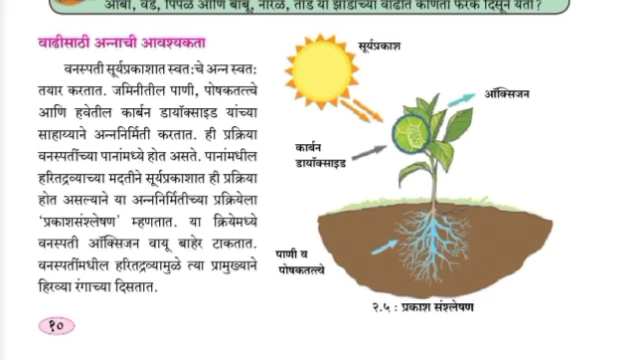 आंबा, वड, पिंपळ आणि बांबू, नारळ, ताड या झाडांच्या वाढीत कोणता फरक दिसून येतो ?
वाढीसाठी अन्नाची आवश्यकता
वनस्पती सूर्यप्रकाशात स्वतःचे अन्न स्वतः
तयार करतात. जमिनीतील पाणी, पोषकतत्त्वे
आणि हवेतील कार्बन डायॉक्साइड यांच्या
साहाय्याने अन्ननिर्मिती करतात. ही प्रक्रिया
वनस्पतींच्या पानांमध्ये होत असते. पानांमधील
हरितद्रव्याच्या मदतीने सूर्यप्रकाशात ही प्रक्रिया
होत असल्याने या अन्ननिर्मितीच्या प्रक्रियेला
‘प्रकाशसंश्लेषण’ म्हणतात. या क्रियेमध्ये
वनस्पती ऑक्सिजन वायू बाहेर टाकतात.
वनस्पतींमधील हरितद्रव्यामुळे त्या प्रामुख्याने
हिरव्या रंगाच्या दिसतात.
सूर्यप्रकाश
ऑक्सिजन
कार्बन
डायॉक्साइड
पाणी व
पोषकतत्त्वे
२.५ : प्रकाश संश्लेषण
१०